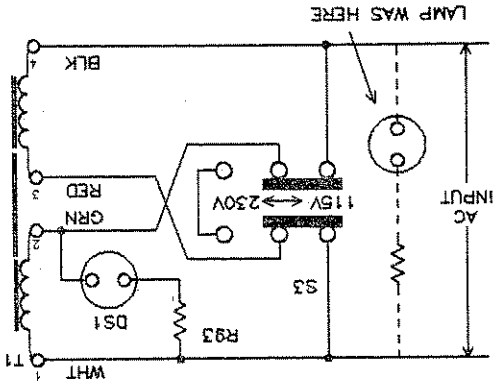 WHT
1
T1
S3
R93
DS1
AC
INPUT
115V ↔ 230V
GRN
2
RED
3
BLK
4
LAMP WAS HERE